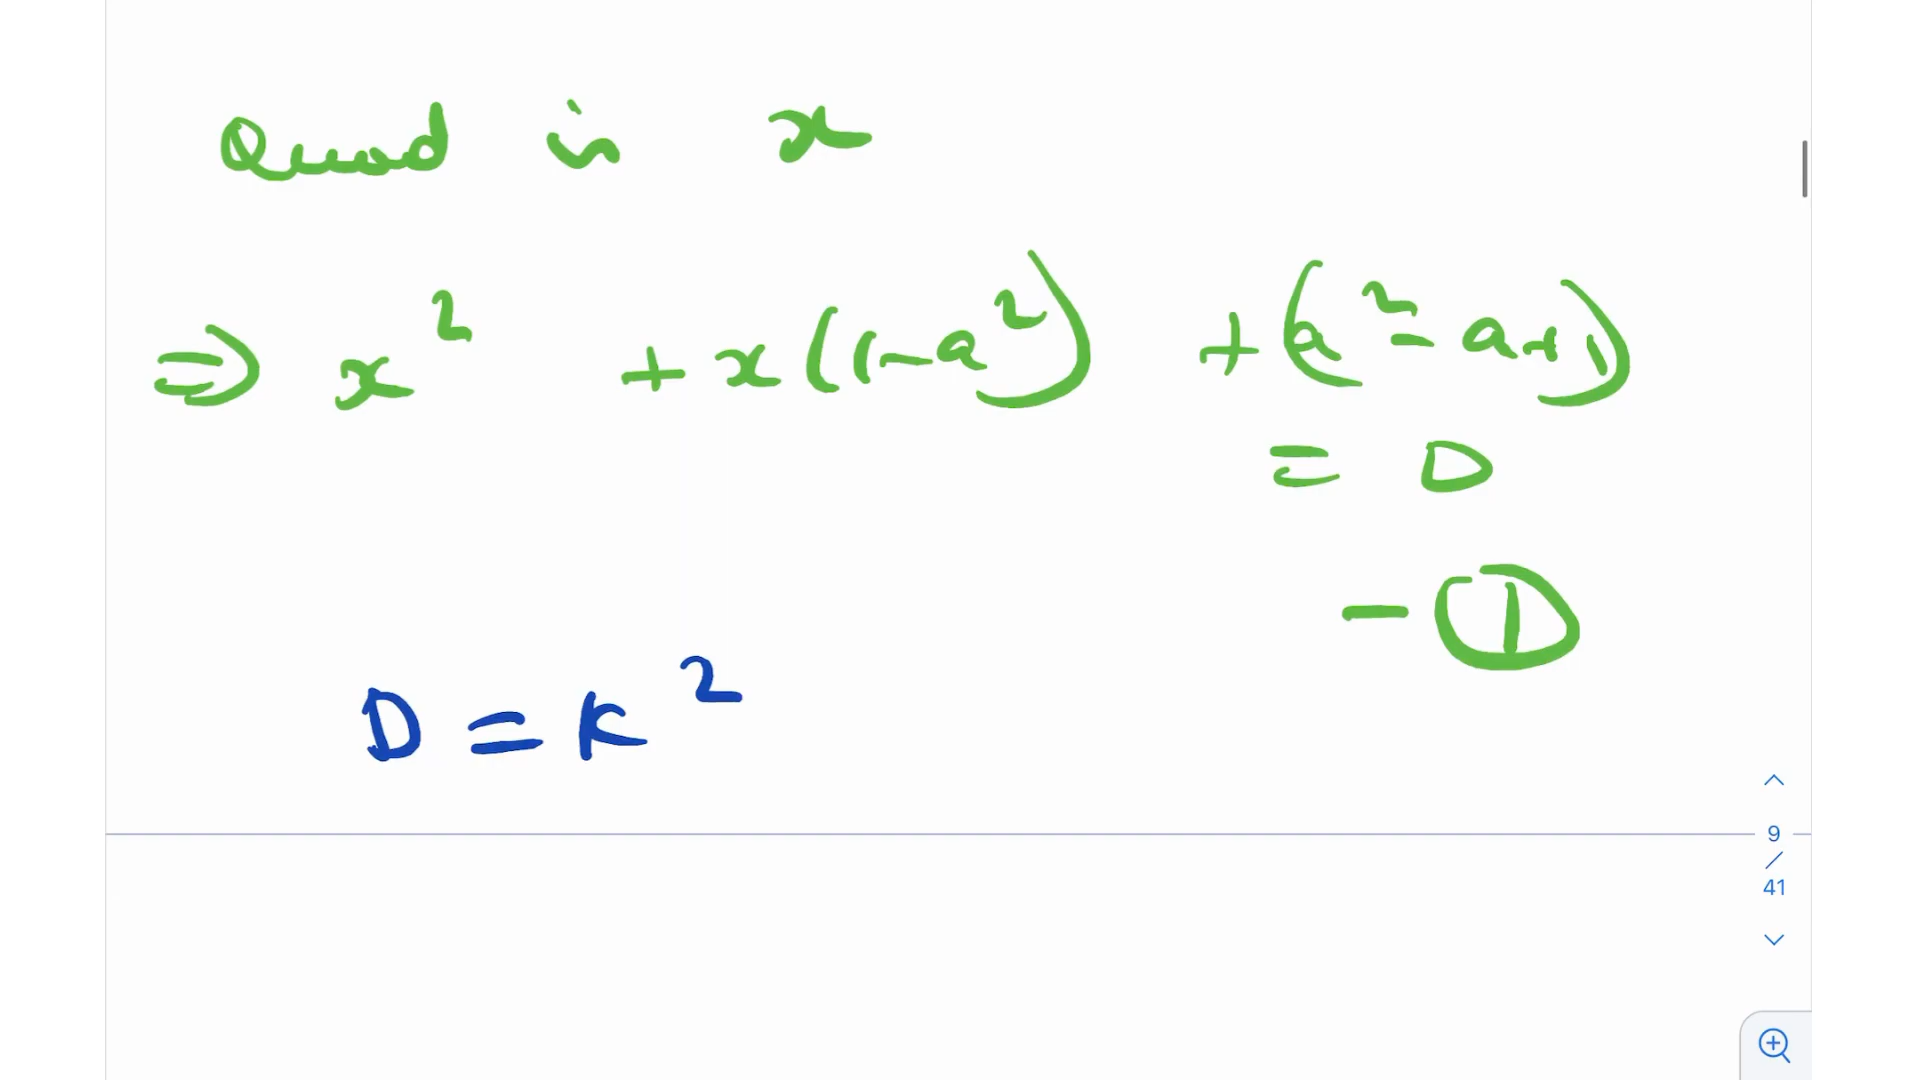 Quad in x
⇒ x² + x(1-a²) + (a²-a+1)
= 0
- ①
D = K²
9
/
41